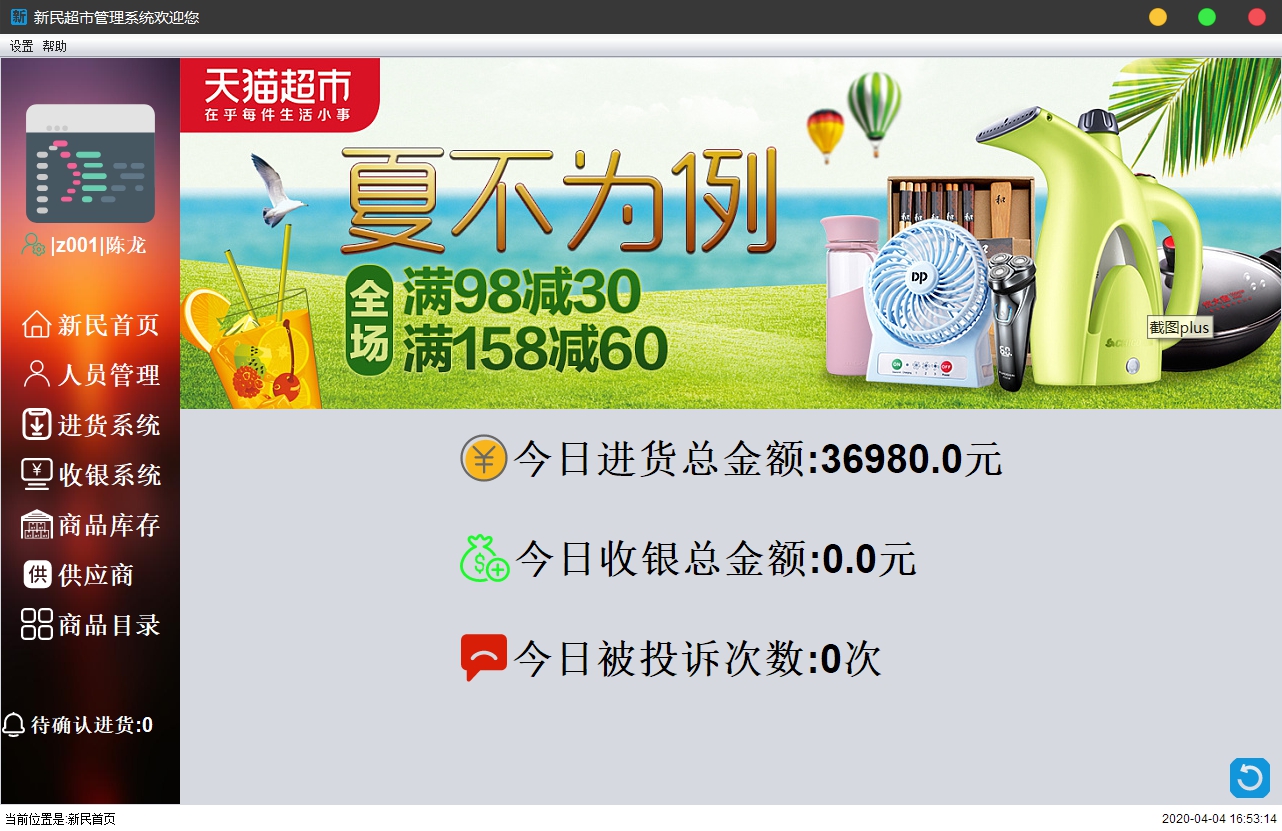 新 新民超市管理系统欢迎您
设置 帮助
天猫超市
在乎每件生活小事
夏不为例
全场
满98减30
满158减60
DD
ON
OFF
截图plus
|z001|陈龙
新民首页
人员管理
进货系统
收银系统
商品库存
供 供应商
商品目录
待确认进货:0
今日进货总金额:36980.0元
今日收银总金额:0.0元
今日被投诉次数:0次
当前位置是:新民首页
2020-04-04 16:53:14